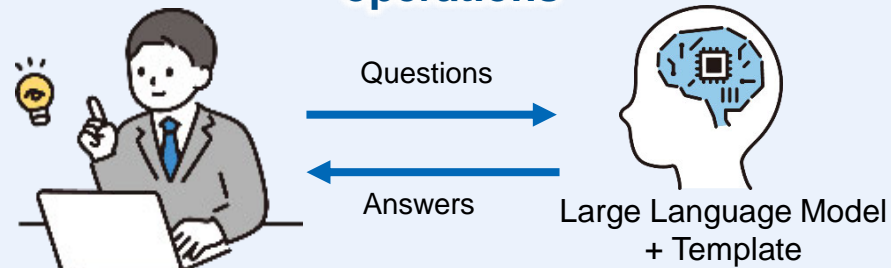 operations
Questions
Answers
Large Language Model
+ Template